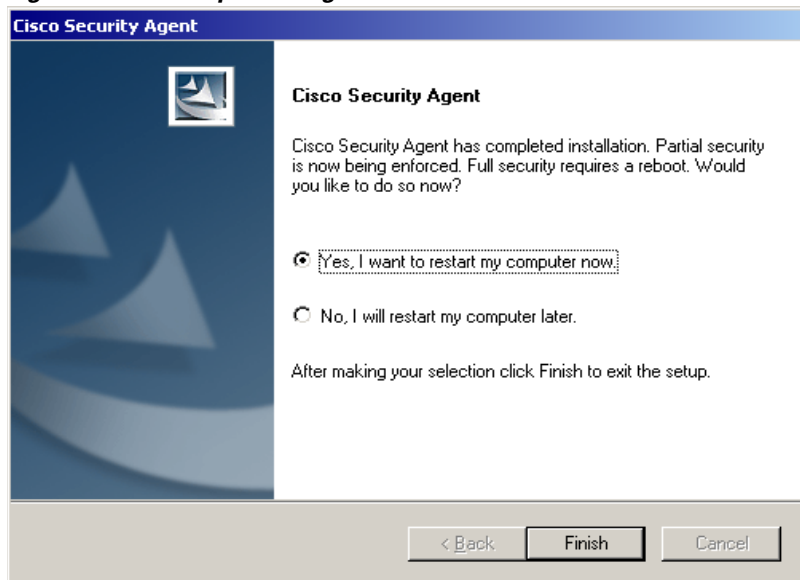 Cisco Security Agent
Cisco Security Agent
Cisco Security Agent has completed installation. Partial security
is now being enforced. Full security requires a reboot. Would
you like to do so now?
Yes, I want to restart my computer now.
No, I will restart my computer later.
After making your selection click Finish to exit the setup.
< Back
Finish
Cancel